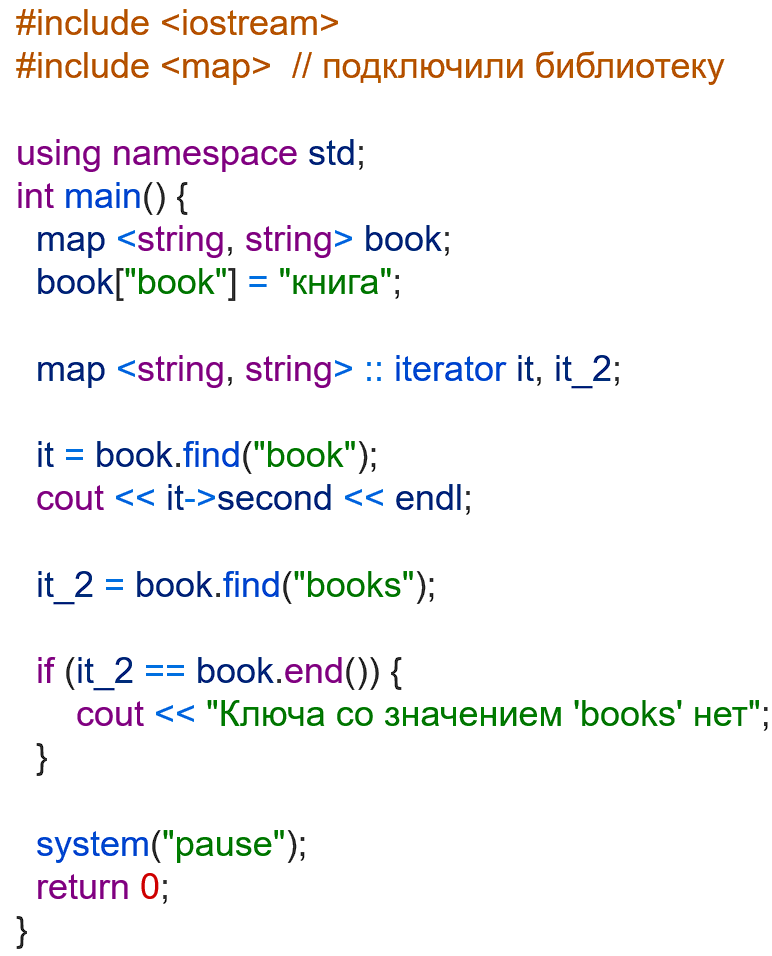 #include <iostream>
#include <map>  // подключили библиотеку
using namespace std;
int main() {
map <string, string> book;
book["book"] = "книга";
map <string, string> :: iterator it, it_2;
it = book.find("book");
cout << it->second << endl;
it_2 = book.find("books");
if (it_2 == book.end()) {
cout << "Ключа со значением 'books' нет";
}
system("pause");
return 0;
}